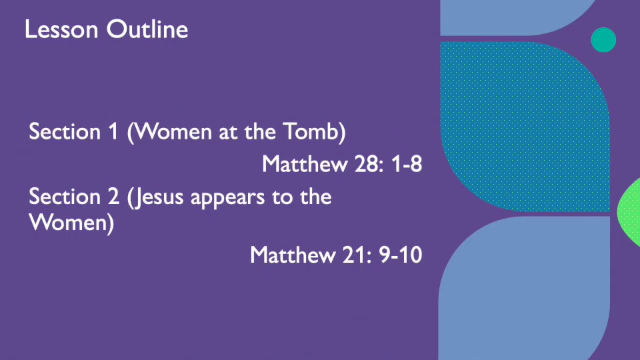 Lesson Outline
Section 1 (Women at the Tomb)
Matthew 28: 1-8
Section 2 (Jesus appears to the
Women)
Matthew 21: 9-10